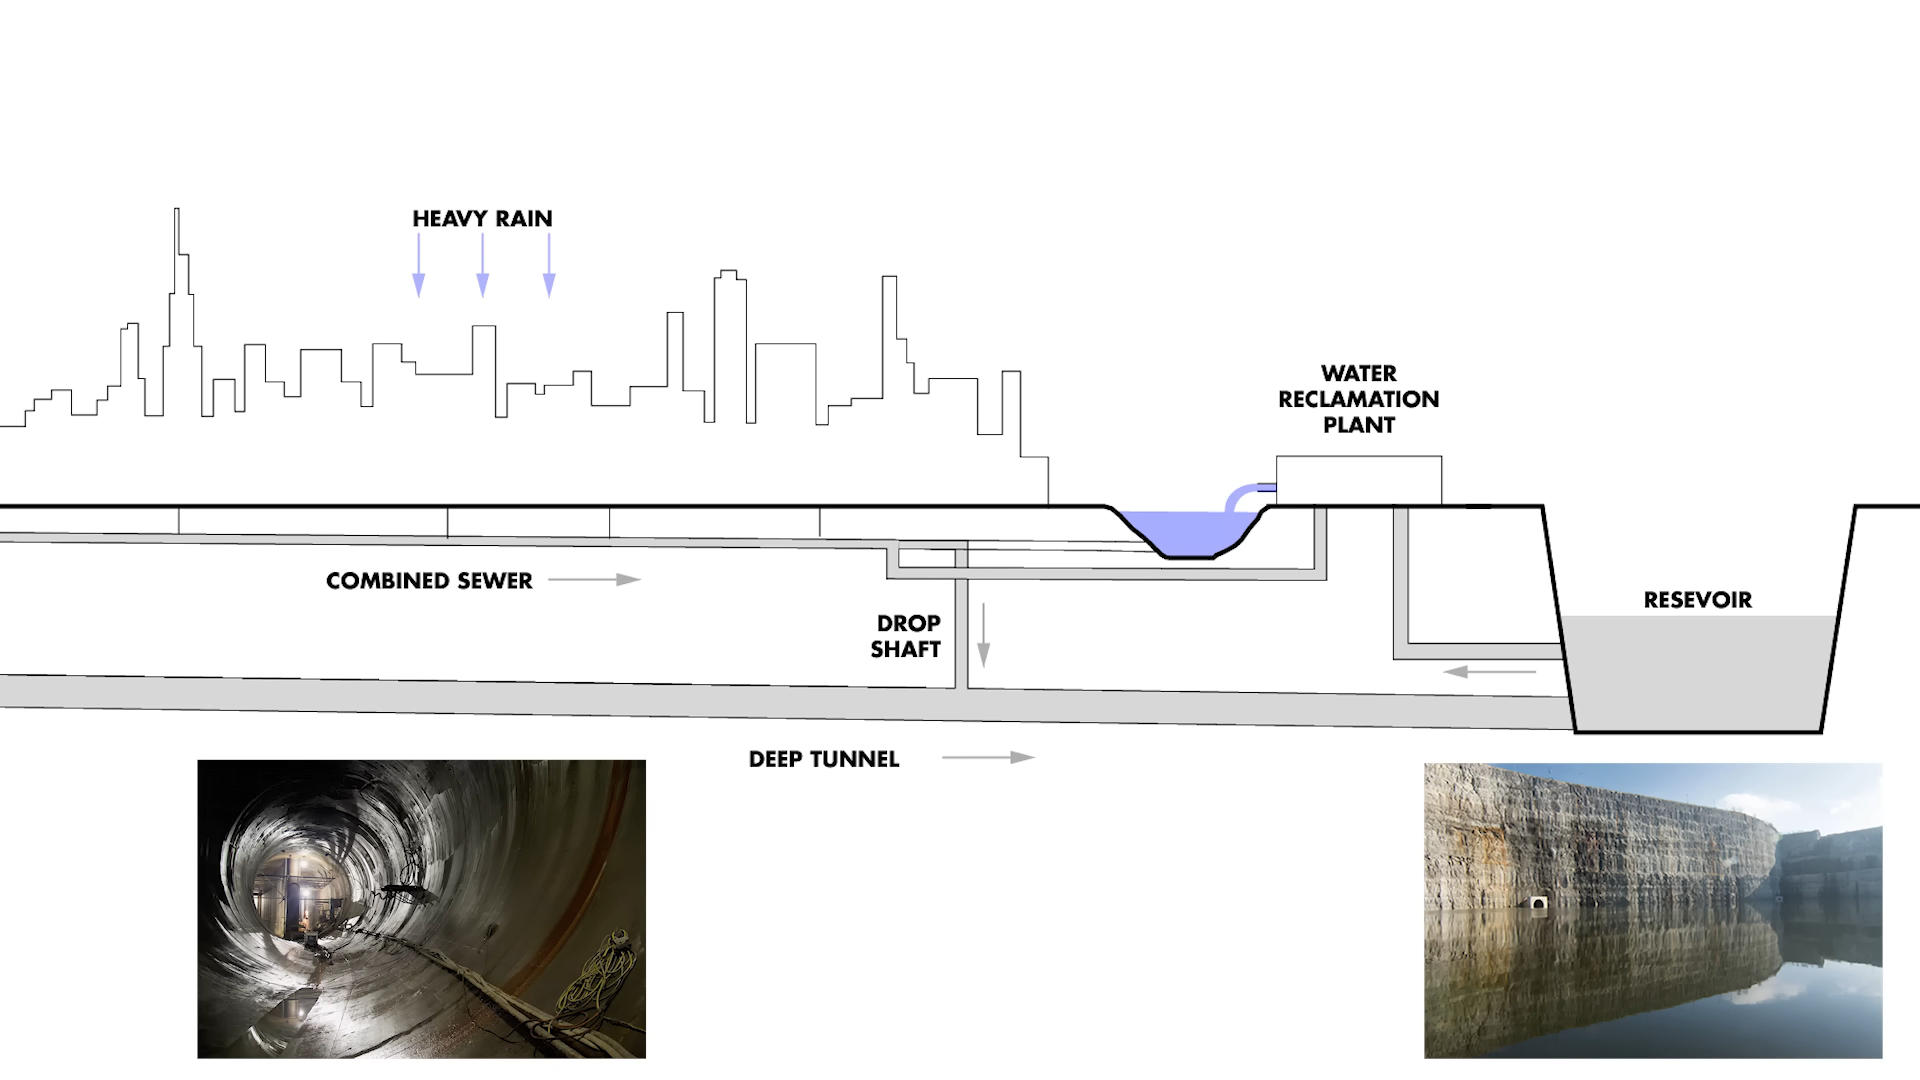 HEAVY RAIN
WATER
RECLAMATION
PLANT
COMBINED SEWER
RESEVOIR
DROP
SHAFT
DEEP TUNNEL